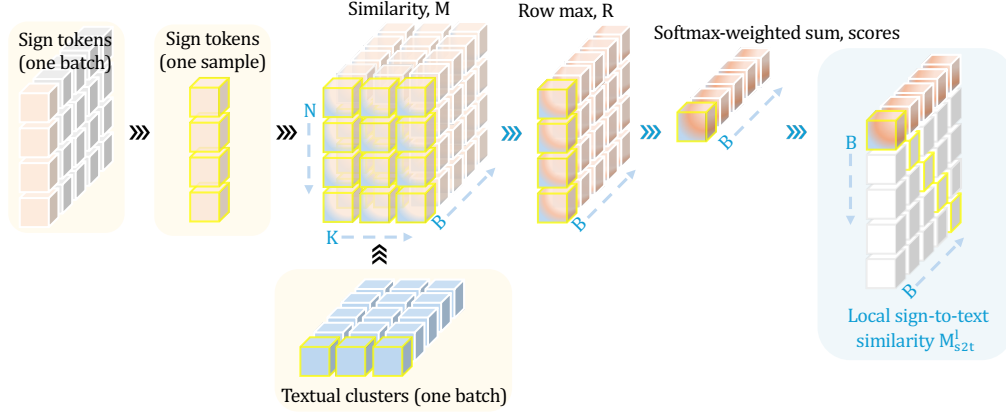 Sign tokens
(one batch)
Sign tokens
(one sample)
Similarity, M
Row max, R
Softmax-weighted sum, scores
N
K
B
B
B
B
B
Textual clusters (one batch)
Local sign-to-text
similarity M^l_{s2t}